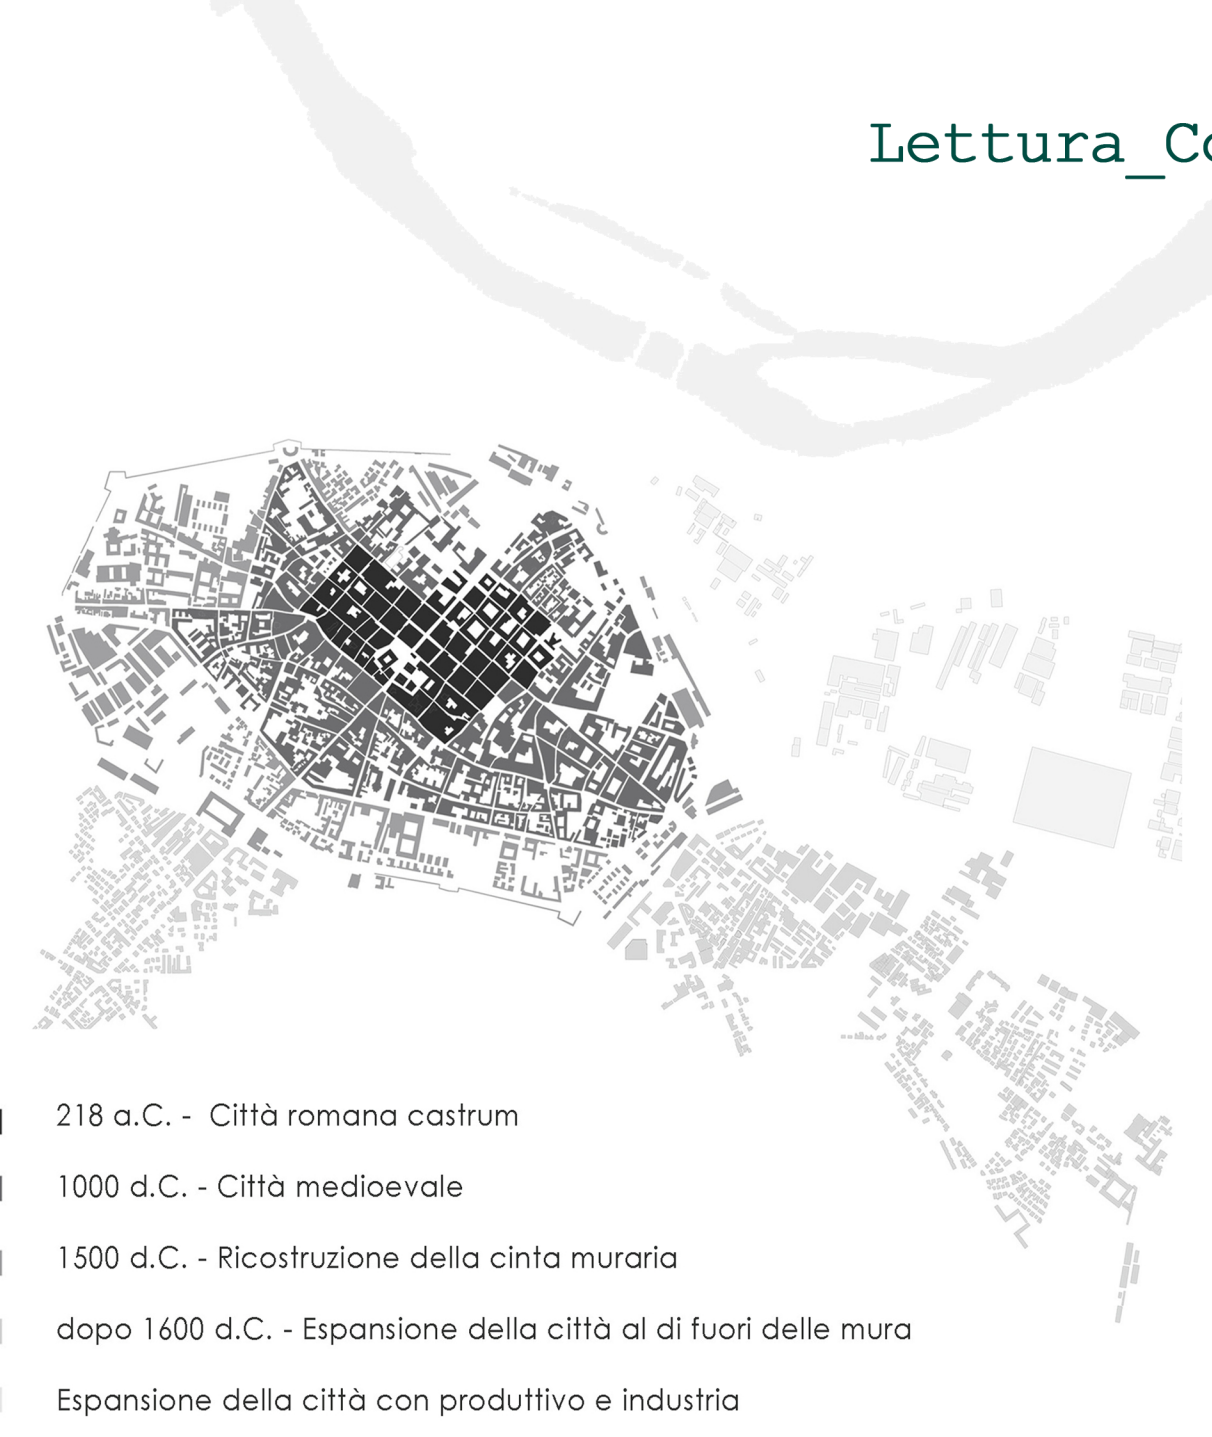 Lettura_Co
218 a.C. - Città romana castrum
1000 d.C. - Città medioevale
1500 d.C. - Ricostruzione della cinta muraria
dopo 1600 d.C. - Espansione della città al di fuori delle mura
Espansione della città con produttivo e industria